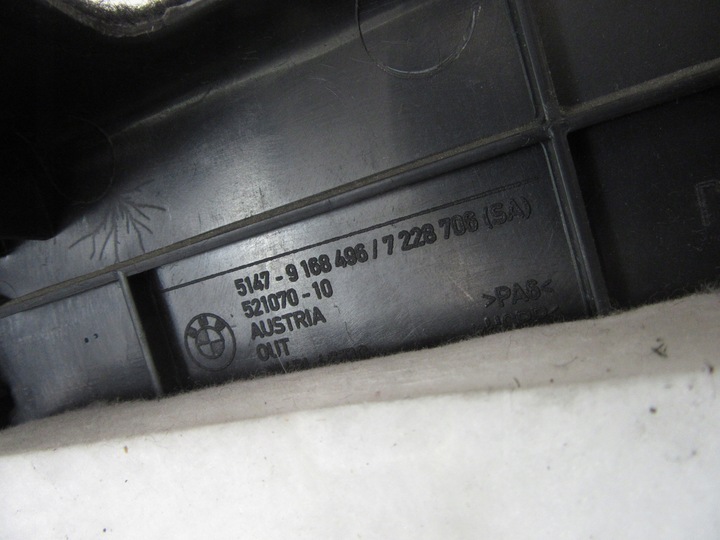 5147 - 9 168 496 / 7 228 706 (SA)
521070 - 10
AUSTRIA
OUT
>PA6<